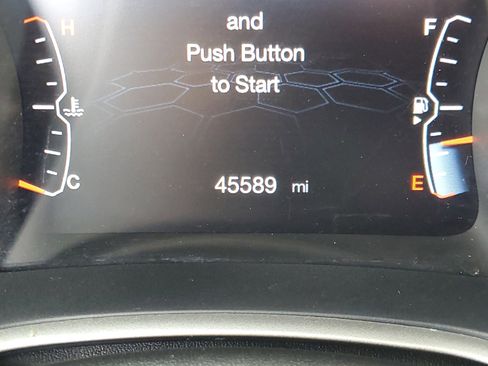 H
and
F
Push Button
to Start
C
45589 mi
E